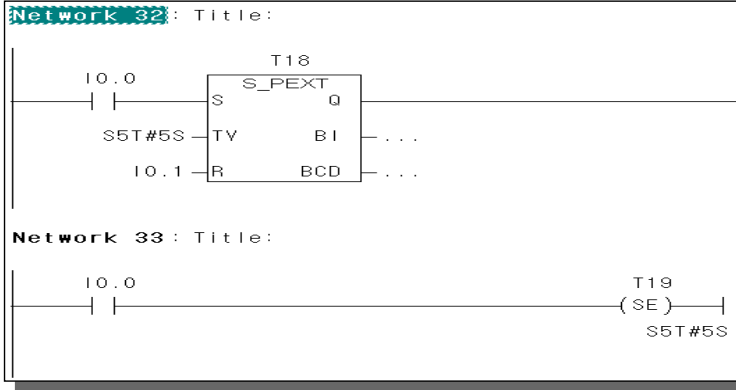 Network 32: Title:
T18
I0.0
S_PEXT
S Q
S5T#5S TV BI ...
I0.1 R BCD ...
Network 33: Title:
I0.0 T19
(SE)
S5T#5S